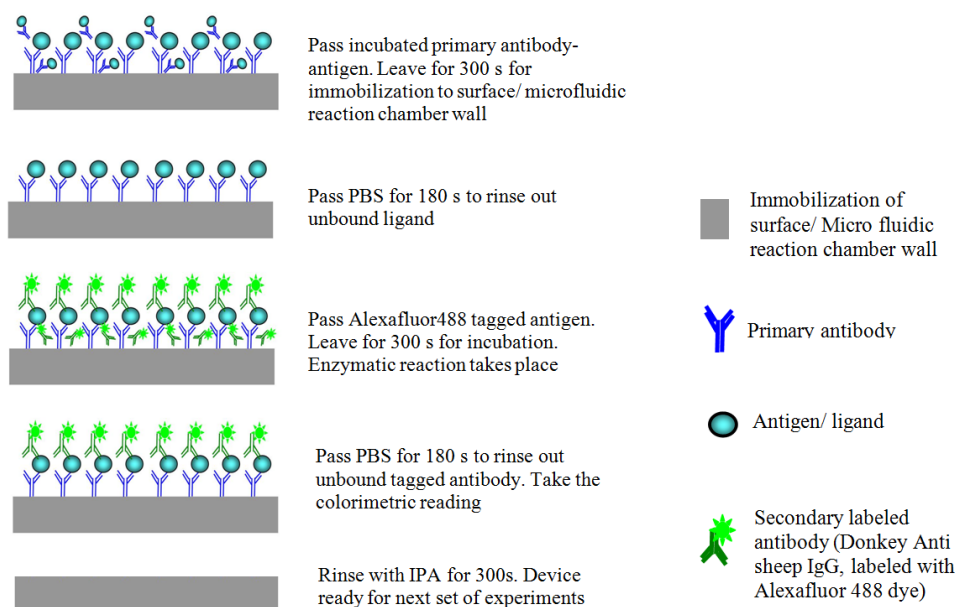 Pass incubated primary antibody-
antigen. Leave for 300 s for
immobilization to surface/ microfluidic
reaction chamber wall
Pass PBS for 180 s to rinse out
unbound ligand
Pass Alexafluor488 tagged antigen.
Leave for 300 s for incubation.
Enzymatic reaction takes place
Pass PBS for 180 s to rinse out
unbound tagged antibody. Take the
colorimetric reading
Rinse with IPA for 300s. Device
ready for next set of experiments
Immobilization of
surface/ Micro fluidic
reaction chamber wall
Primary antibody
Antigen/ ligand
Secondary labeled
antibody (Donkey Anti
sheep IgG, labeled with
Alexafluor 488 dye)